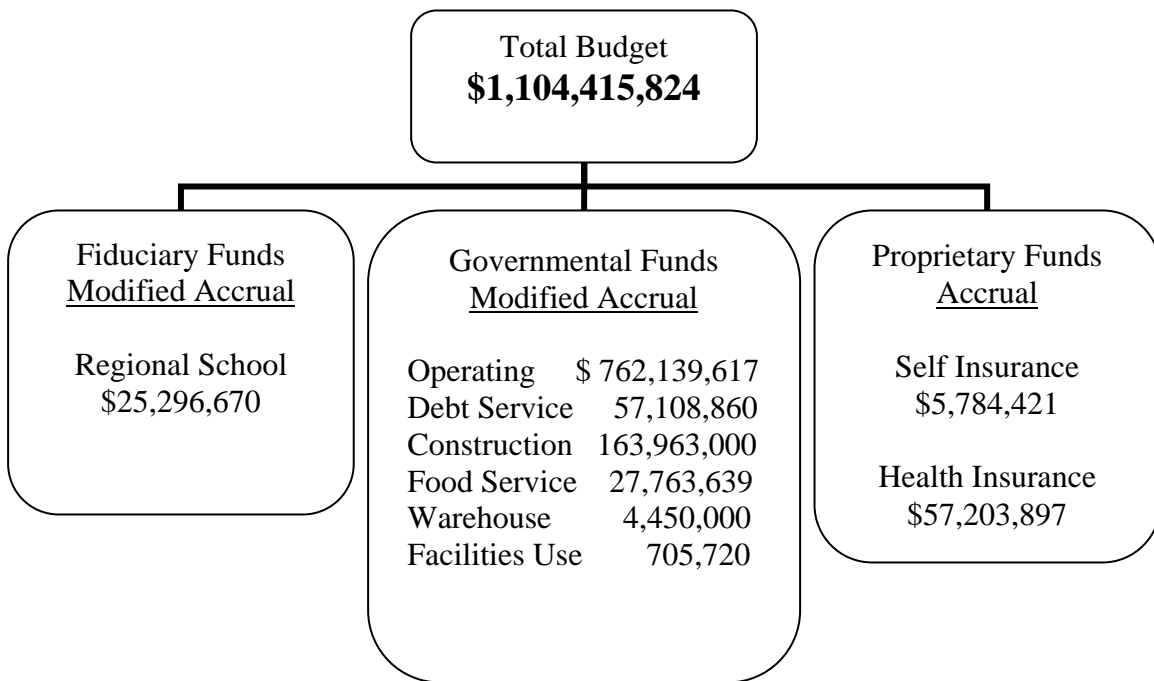 Total Budget
$1,104,415,824
Fiduciary Funds
Modified Accrual
Regional School
$25,296,670
Governmental Funds
Modified Accrual
Operating $ 762,139,617
Debt Service 57,108,860
Construction 163,963,000
Food Service 27,763,639
Warehouse 4,450,000
Facilities Use 705,720
Proprietary Funds
Accrual
Self Insurance
$5,784,421
Health Insurance
$57,203,897